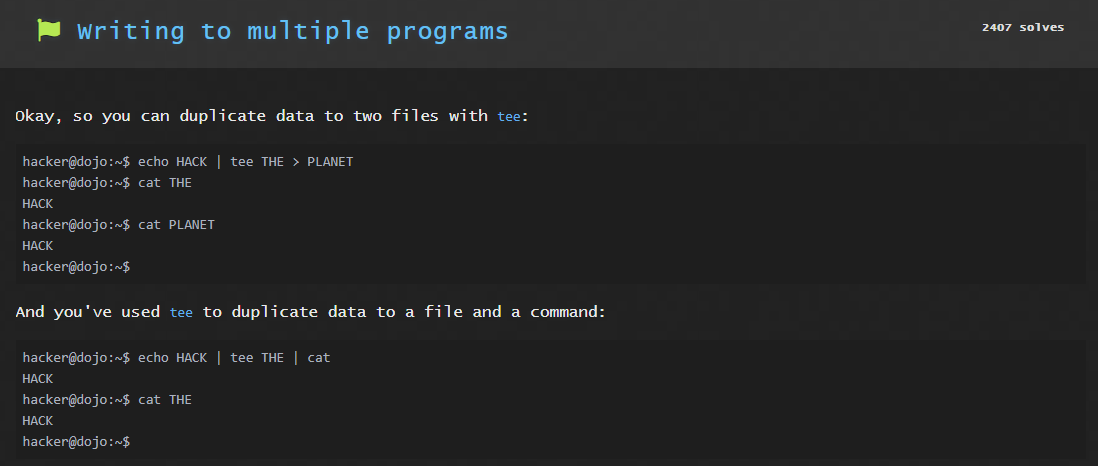 Writing to multiple programs
2407 solves
Okay, so you can duplicate data to two files with tee:
hacker@dojo:~$ echo HACK | tee THE > PLANET
hacker@dojo:~$ cat THE
HACK
hacker@dojo:~$ cat PLANET
HACK
hacker@dojo:~$
And you've used tee to duplicate data to a file and a command:
hacker@dojo:~$ echo HACK | tee THE | cat
HACK
hacker@dojo:~$ cat THE
HACK
hacker@dojo:~$